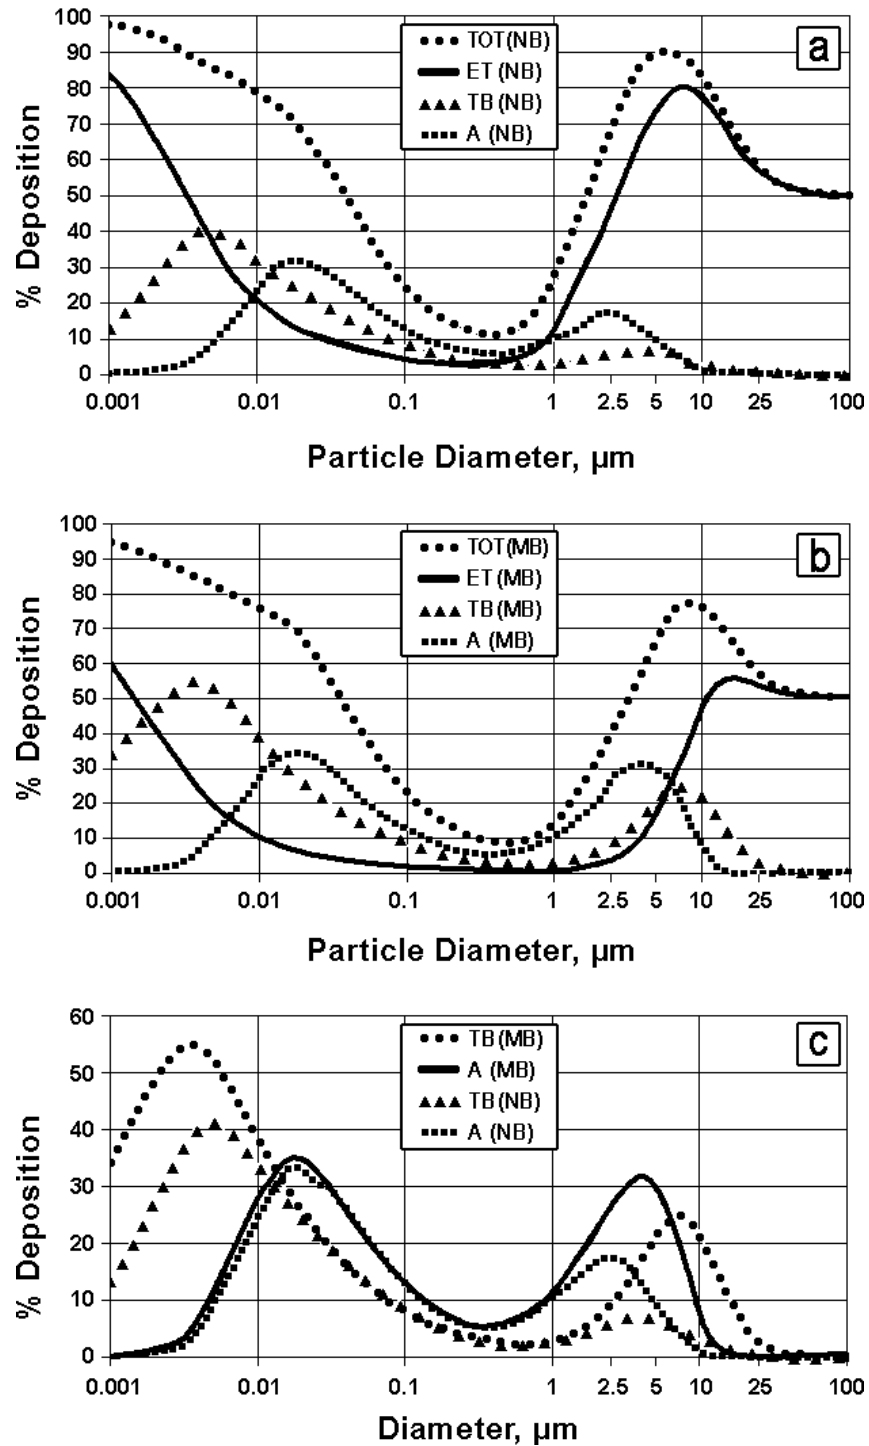 100
90
80
70
60
50
40
30
20
10
0
% Deposition
TOT(NB)
ET (NB)
TB (NB)
A (NB)
a
0.001 0.01 0.1 1 2.5 5 10 25 100
Particle Diameter, µm
100
90
80
70
60
50
40
30
20
10
0
% Deposition
TOT(MB)
ET (MB)
TB (MB)
A (MB)
b
0.001 0.01 0.1 1 2.5 5 10 25 100
Particle Diameter, µm
60
50
40
30
20
10
0
% Deposition
TB (MB)
A (MB)
TB (NB)
A (NB)
c
0.001 0.01 0.1 1 2.5 5 10 25 100
Diameter, µm